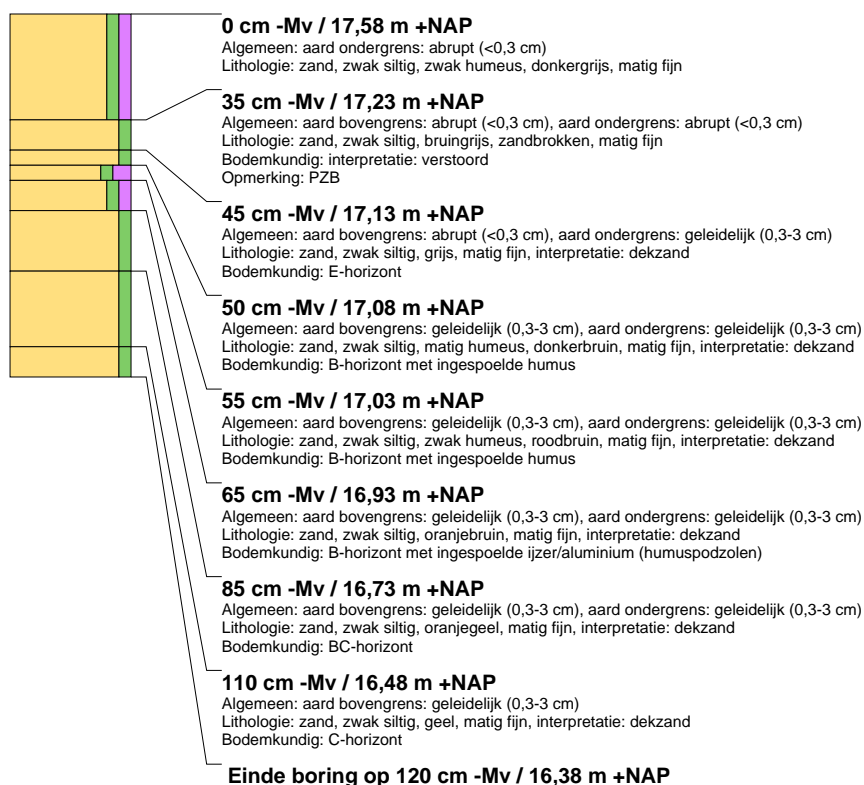 0 cm -Mv / 17,58 m +NAP
Algemeen: aard ondergrens: abrupt (<0,3 cm)
Lithologie: zand, zwak siltig, zwak humeus, donkergrijs, matig fijn
35 cm -Mv / 17,23 m +NAP
Algemeen: aard bovengrens: abrupt (<0,3 cm), aard ondergrens: abrupt (<0,3 cm)
Lithologie: zand, zwak siltig, bruingrijs, zandbrokken, matig fijn
Bodemkundig: interpretatie: verstoord
Opmerking: PZB
45 cm -Mv / 17,13 m +NAP
Algemeen: aard bovengrens: abrupt (<0,3 cm), aard ondergrens: geleidelijk (0,3-3 cm)
Lithologie: zand, zwak siltig, grijs, matig fijn, interpretatie: dekzand
Bodemkundig: E-horizont
50 cm -Mv / 17,08 m +NAP
Algemeen: aard bovengrens: geleidelijk (0,3-3 cm), aard ondergrens: geleidelijk (0,3-3 cm)
Lithologie: zand, zwak siltig, matig humeus, donkerbruin, matig fijn, interpretatie: dekzand
Bodemkundig: B-horizont met ingespoelde humus
55 cm -Mv / 17,03 m +NAP
Algemeen: aard bovengrens: geleidelijk (0,3-3 cm), aard ondergrens: geleidelijk (0,3-3 cm)
Lithologie: zand, zwak siltig, zwak humeus, roodbruin, matig fijn, interpretatie: dekzand
Bodemkundig: B-horizont met ingespoelde humus
65 cm -Mv / 16,93 m +NAP
Algemeen: aard bovengrens: geleidelijk (0,3-3 cm), aard ondergrens: geleidelijk (0,3-3 cm)
Lithologie: zand, zwak siltig, oranjebruin, matig fijn, interpretatie: dekzand
Bodemkundig: B-horizont met ingespoelde ijzer/aluminium (humuspodzolen)
85 cm -Mv / 16,73 m +NAP
Algemeen: aard bovengrens: geleidelijk (0,3-3 cm), aard ondergrens: geleidelijk (0,3-3 cm)
Lithologie: zand, zwak siltig, oranjegeel, matig fijn, interpretatie: dekzand
Bodemkundig: BC-horizont
110 cm -Mv / 16,48 m +NAP
Algemeen: aard bovengrens: geleidelijk (0,3-3 cm)
Lithologie: zand, zwak siltig, geel, matig fijn, interpretatie: dekzand
Bodemkundig: C-horizont
Einde boring op 120 cm -Mv / 16,38 m +NAP